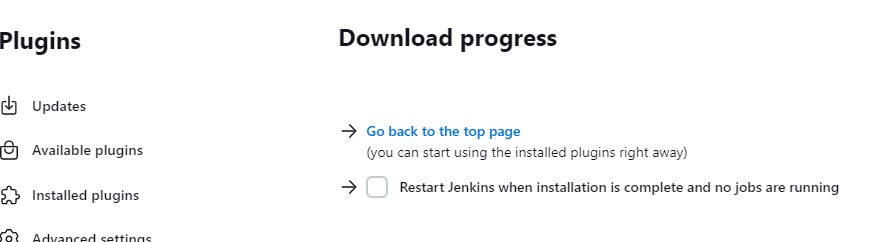 Plugins
Download progress
Updates
Available plugins
Installed plugins
Advanced settings
Go back to the top page
(you can start using the installed plugins right away)
Restart Jenkins when installation is complete and no jobs are running